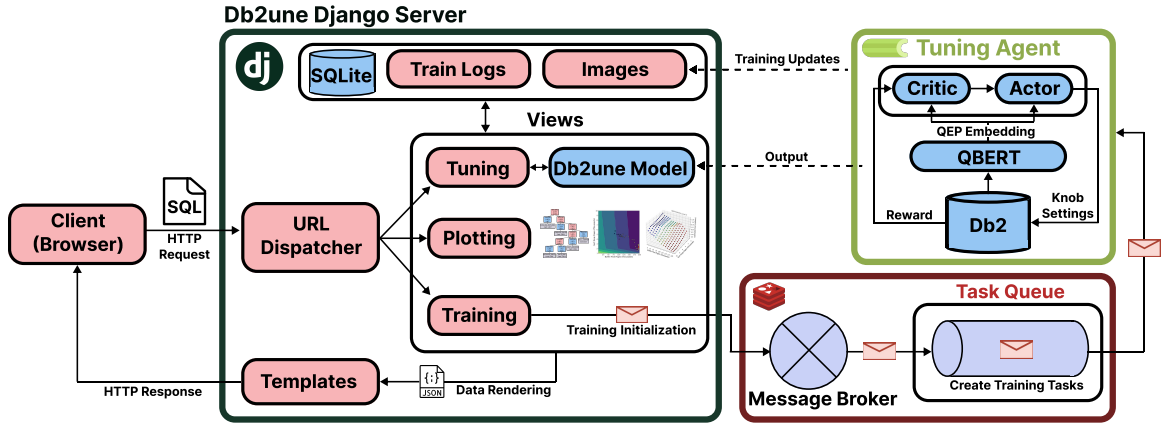 Db2une Django Server
dj
SQLite
Train Logs
Images
Training Updates
Tuning Agent
Critic
Actor
QEP Embedding
QBERT
Knob
Settings
Reward
Db2
Views
Tuning
Db2une Model
Output
Client
(Browser)
SQL
HTTP
Request
URL
Dispatcher
Plotting
Training
Training Initialization
Task Queue
Message Broker
Create Training Tasks
Templates
HTTP Response
{;}
JSON
Data Rendering